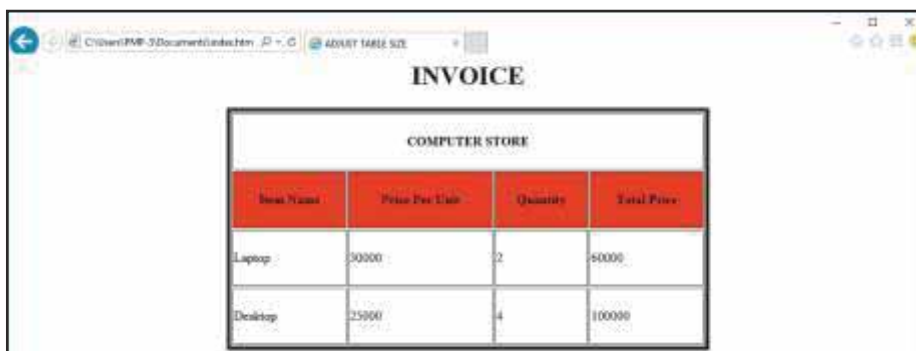 ADJUST TABLE SIZE
INVOICE
COMPUTER STORE
Item Name Price Per Unit Quantity Total Price
Laptop 30000 2 60000
Desktop 25000 4 100000